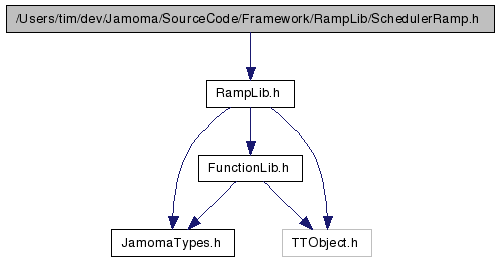 /Users/tim/dev/Jamoma/SourceCode/Framework/RampLib/SchedulerRamp.h
RampLib.h
FunctionLib.h
JamomaTypes.h
TTObject.h